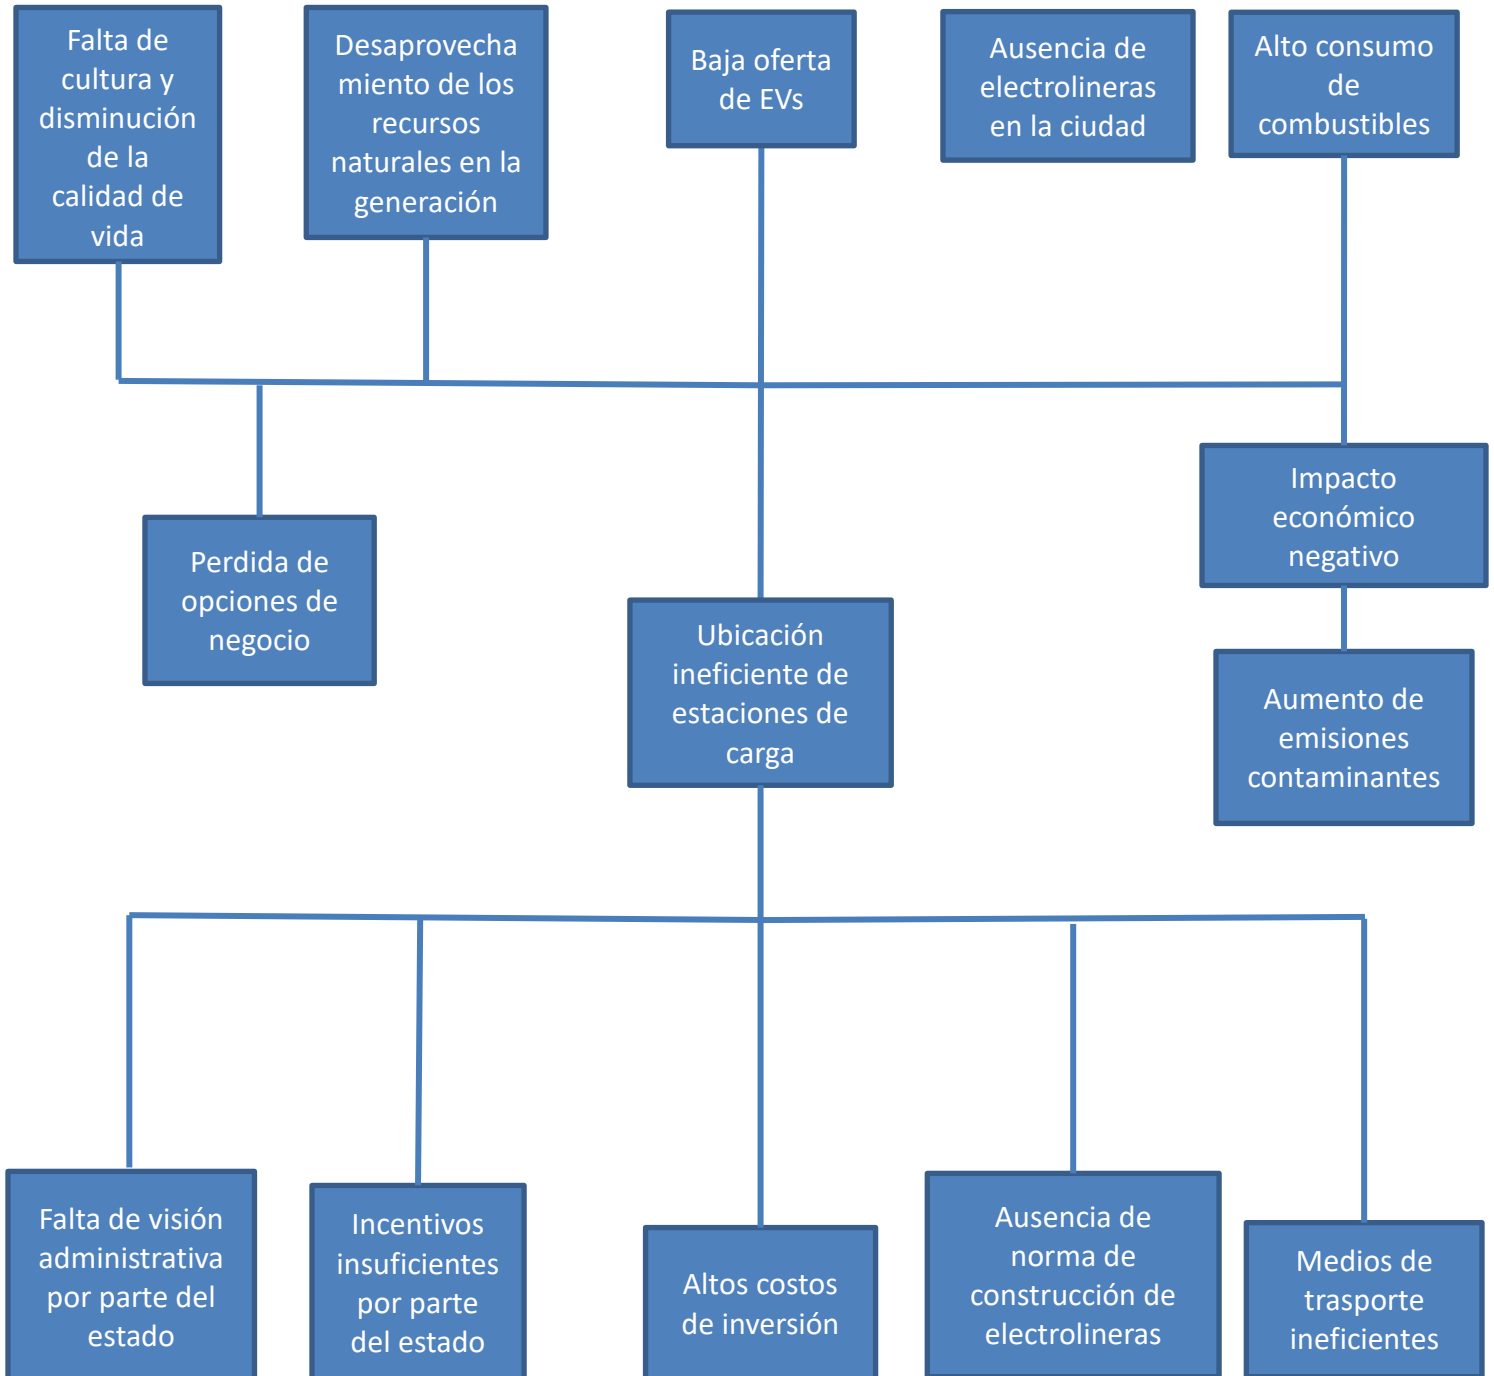 Falta de
cultura y
disminución
de la
calidad de
vida
Desaprovecha
miento de los
recursos
naturales en la
generación
Baja oferta
de EVs
Ausencia de
electrolineras
en la ciudad
Alto consumo
de
combustibles
Perdida de
opciones de
negocio
Ubicación
ineficiente de
estaciones de
carga
Impacto
económico
negativo
Aumento de
emisiones
contaminantes
Falta de visión
administrativa
por parte del
estado
Incentivos
insuficientes
por parte
del estado
Altos costos
de inversión
Ausencia de
norma de
construcción de
electrolineras
Medios de
trasporte
ineficientes